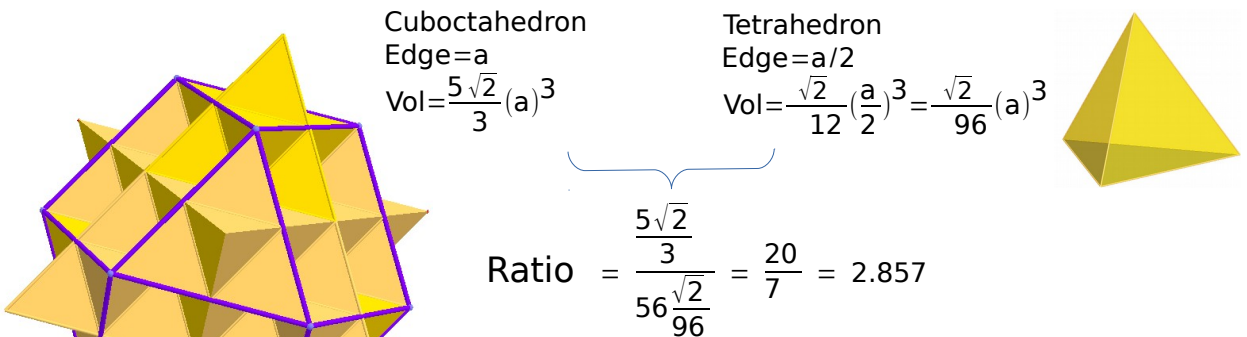 Cuboctahedron
Edge=a
Vol=5√2/3(a)^3
Tetrahedron
Edge=a/2
Vol=√2/12(a/2)^3=√2/96(a)^3
Ratio = (5√2/3)/(56√2/96) = 20/7 = 2.857